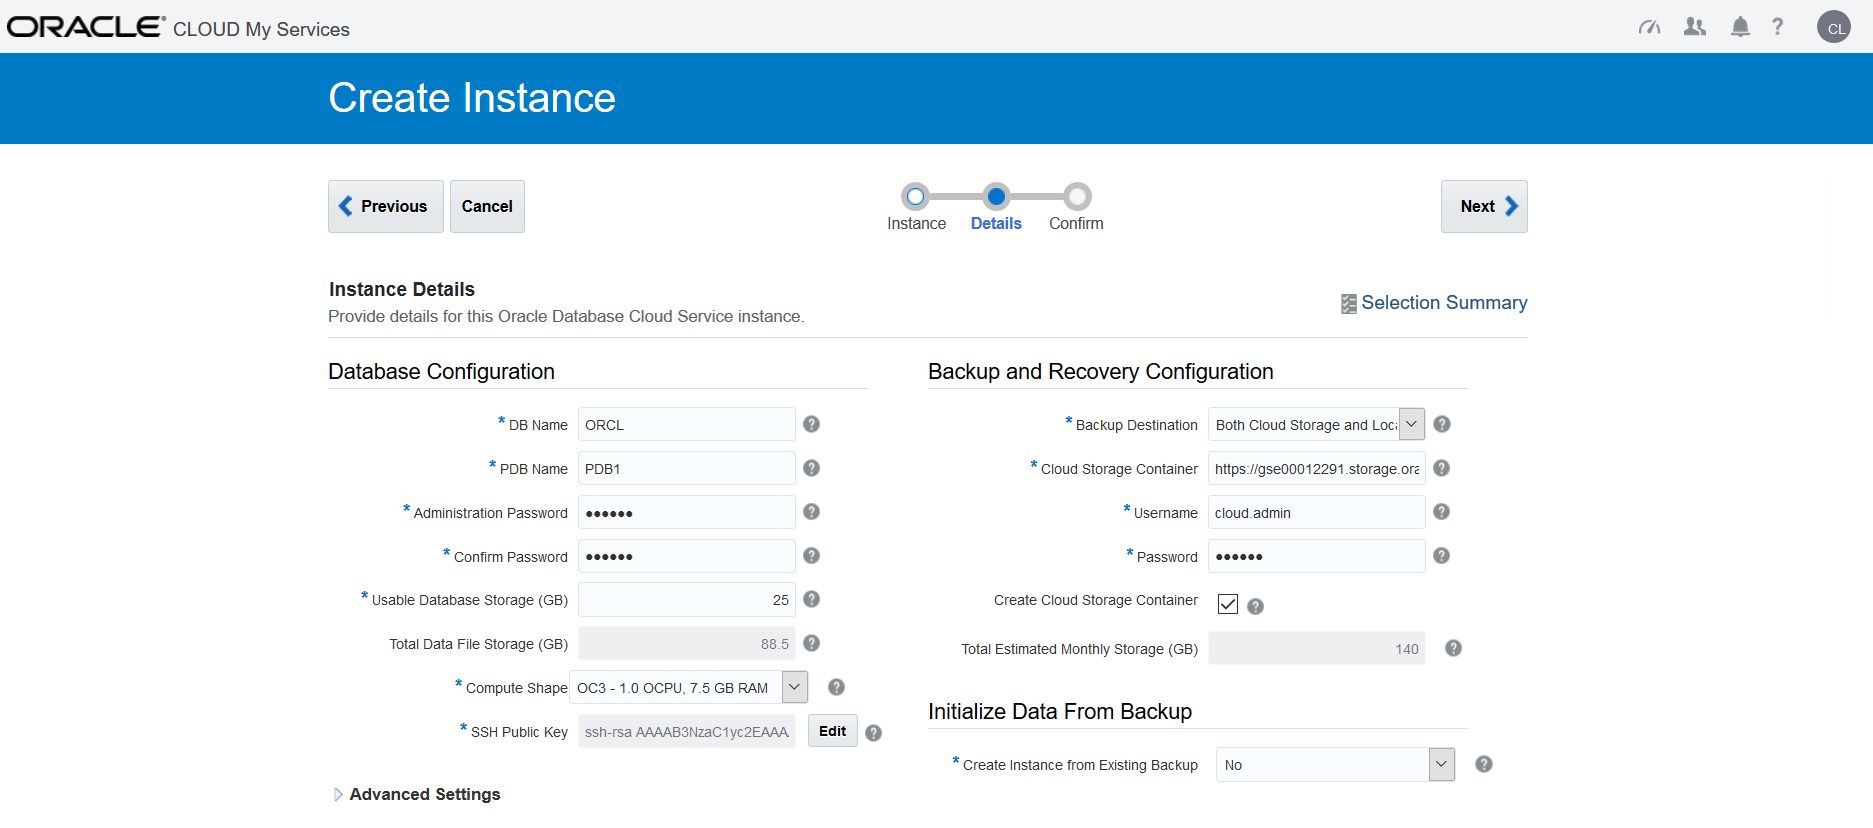 ORACLE® CLOUD My Services
? CL
Create Instance
Previous
Cancel
Instance
Details
Confirm
Next
Instance Details
Provide details for this Oracle Database Cloud Service instance.
Selection Summary
Database Configuration
* DB Name ORCL ?
* PDB Name PDB1 ?
* Administration Password •••••• ?
* Confirm Password •••••• ?
* Usable Database Storage (GB) 25 ?
Total Data File Storage (GB) 88.5 ?
* Compute Shape OC3 - 1.0 OCPU, 7.5 GB RAM ?
* SSH Public Key ssh-rsa AAAAB3NzaC1yc2EAAA Edit ?
Advanced Settings
Backup and Recovery Configuration
* Backup Destination Both Cloud Storage and Loca ?
* Cloud Storage Container https://gse00012291.storage.ora ?
* Username cloud.admin ?
* Password •••••• ?
Create Cloud Storage Container ?
Total Estimated Monthly Storage (GB) 140 ?
Initialize Data From Backup
* Create Instance from Existing Backup No ?